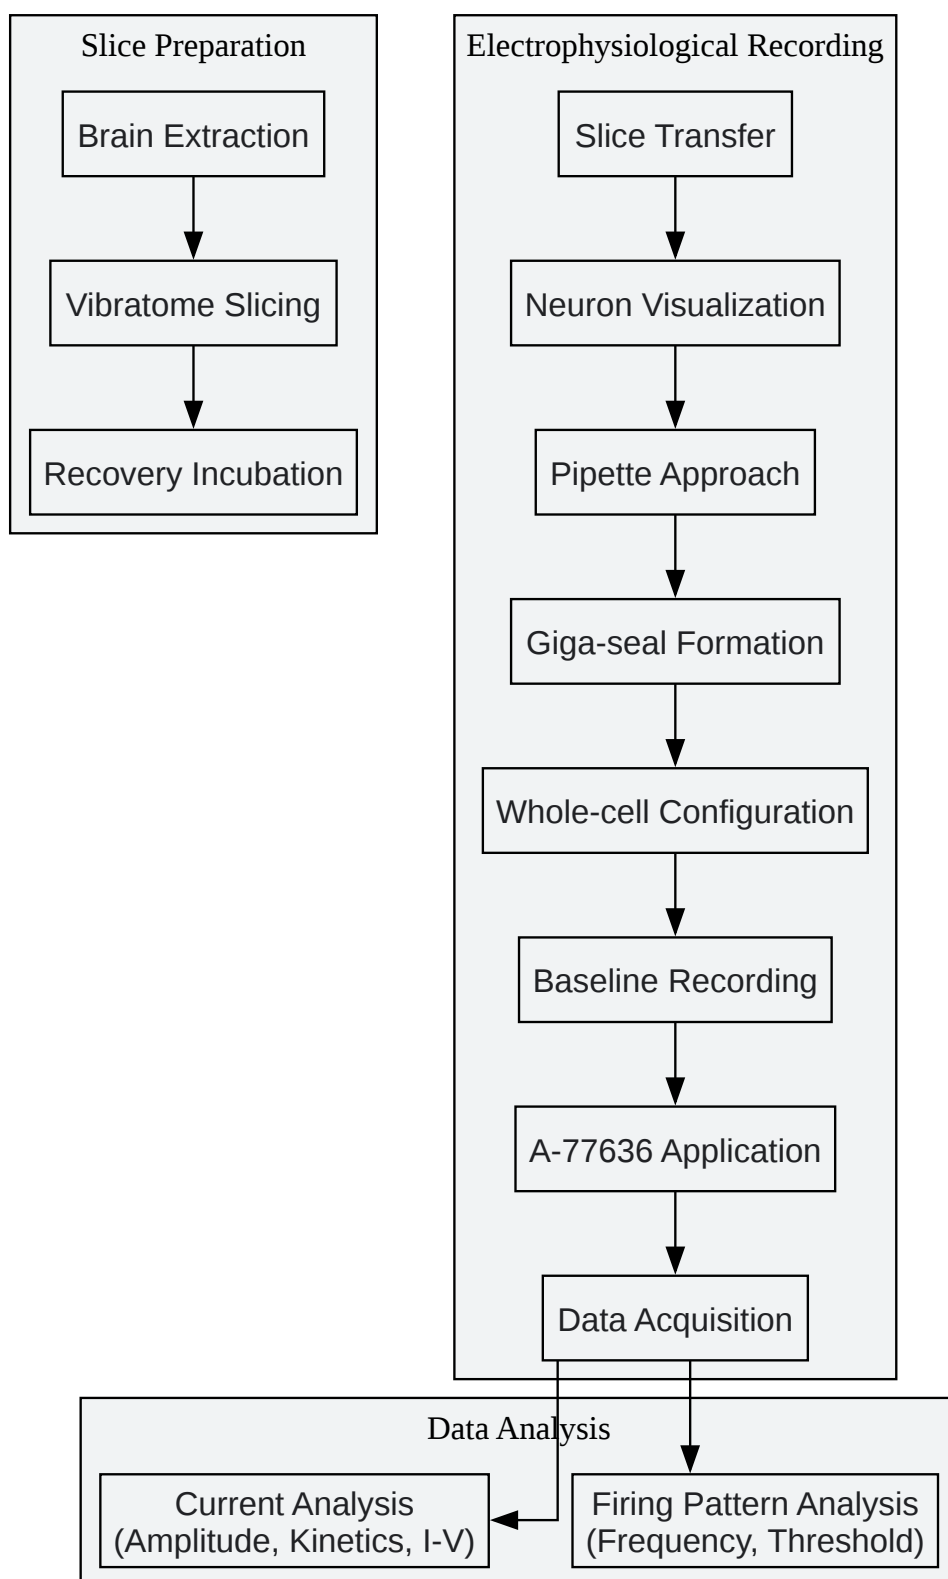 Slice Preparation
Brain Extraction
Vibratome Slicing
Recovery Incubation
Electrophysiological Recording
Slice Transfer
Neuron Visualization
Pipette Approach
Giga-seal Formation
Whole-cell Configuration
Baseline Recording
A-77636 Application
Data Acquisition
Data Analysis
Current Analysis
(Amplitude, Kinetics, I-V)
Firing Pattern Analysis
(Frequency, Threshold)